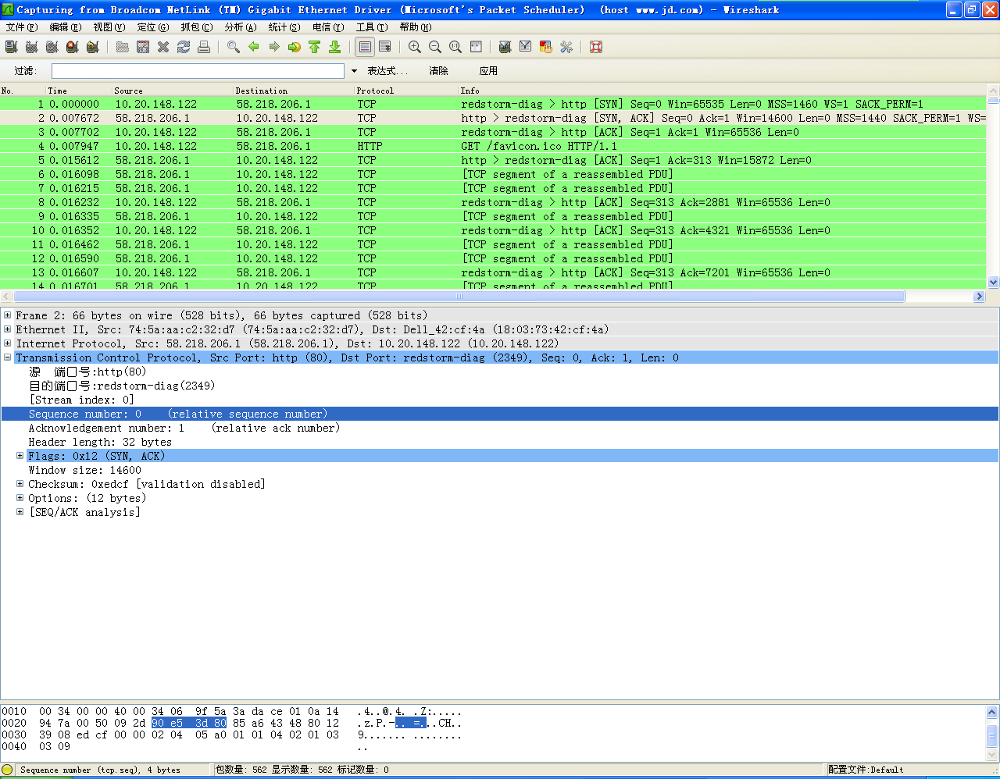 Capturing from Broadcom NetLink (TM) Gigabit Ethernet Driver (Microsoft's Packet Scheduler)  (host www.jd.com) - Wireshark
文件(F) 编辑(E) 视图(V) 定位(G) 抓包(C) 分析(A) 统计(S) 电信(Y) 工具(T) 帮助(H)
过滤: 表达式... 清除 应用
No. Time Source Destination Protocol Info
1 0.000000 10.20.148.122 58.218.206.1 TCP redstorm-diag > http [SYN] Seq=0 Win=65535 Len=0 MSS=1460 WS=1 SACK_PERM=1
2 0.007672 58.218.206.1 10.20.148.122 TCP http > redstorm-diag [SYN, ACK] Seq=0 Ack=1 Win=14600 Len=0 MSS=1440 SACK_PERM=1 WS=
3 0.007702 10.20.148.122 58.218.206.1 TCP redstorm-diag > http [ACK] Seq=1 Ack=1 Win=65536 Len=0
4 0.007947 10.20.148.122 58.218.206.1 HTTP GET /favicon.ico HTTP/1.1
5 0.015612 58.218.206.1 10.20.148.122 TCP http > redstorm-diag [ACK] Seq=1 Ack=313 Win=15872 Len=0
6 0.016098 58.218.206.1 10.20.148.122 TCP [TCP segment of a reassembled PDU]
7 0.016215 58.218.206.1 10.20.148.122 TCP [TCP segment of a reassembled PDU]
8 0.016232 10.20.148.122 58.218.206.1 TCP redstorm-diag > http [ACK] Seq=313 Ack=2881 Win=65536 Len=0
9 0.016335 58.218.206.1 10.20.148.122 TCP [TCP segment of a reassembled PDU]
10 0.016352 10.20.148.122 58.218.206.1 TCP redstorm-diag > http [ACK] Seq=313 Ack=4321 Win=65536 Len=0
11 0.016462 58.218.206.1 10.20.148.122 TCP [TCP segment of a reassembled PDU]
12 0.016590 58.218.206.1 10.20.148.122 TCP [TCP segment of a reassembled PDU]
13 0.016607 10.20.148.122 58.218.206.1 TCP redstorm-diag > http [ACK] Seq=313 Ack=7201 Win=65536 Len=0
14 0.016701 58.218.206.1 10.20.148.122 TCP [TCP segment of a reassembled PDU]
Frame 2: 66 bytes on wire (528 bits), 66 bytes captured (528 bits)
Ethernet II, Src: 74:5a:aa:c2:32:d7 (74:5a:aa:c2:32:d7), Dst: Dell_42:cf:4a (18:03:73:42:cf:4a)
Internet Protocol, Src: 58.218.206.1 (58.218.206.1), Dst: 10.20.148.122 (10.20.148.122)
Transmission Control Protocol, Src Port: http (80), Dst Port: redstorm-diag (2349), Seq: 0, Ack: 1, Len: 0
源  端口号:http(80)
目的端口号:redstorm-diag(2349)
[Stream index: 0]
Sequence number: 0    (relative sequence number)
Acknowledgement number: 1    (relative ack number)
Header length: 32 bytes
Flags: 0x12 (SYN, ACK)
Window size: 14600
Checksum: 0xedcf [validation disabled]
Options: (12 bytes)
[SEQ/ACK analysis]
0010  00 34 00 00 40 00 34 06  9f 5a 3a da ce 01 0a 14   .4..@.4. .Z:.....
0020  94 7a 00 50 09 2d 90 e5  3d 80 85 a6 43 48 80 12   .z.P.-.. =...CH..
0030  39 08 ed cf 00 00 02 04  05 a0 01 01 04 02 01 03   9....... ........
0040  03 09   ..
Sequence number (tcp.seq), 4 bytes 包数量: 562 显示数量: 562 标记数量: 0 配置文件:Default